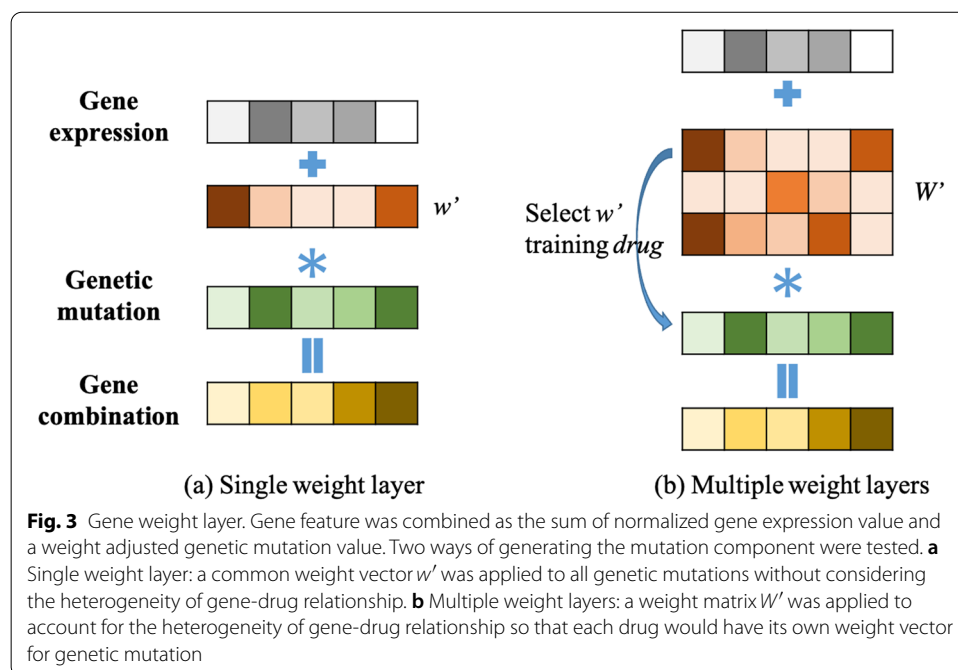 Gene
expression
w’
Genetic
mutation
Gene
combination
(a) Single weight layer
Select w’
training drug
W’
(b) Multiple weight layers
Fig. 3 Gene weight layer. Gene feature was combined as the sum of normalized gene expression value and
a weight adjusted genetic mutation value. Two ways of generating the mutation component were tested. a
Single weight layer: a common weight vector w′ was applied to all genetic mutations without considering
the heterogeneity of gene-drug relationship. b Multiple weight layers: a weight matrix W′ was applied to
account for the heterogeneity of gene-drug relationship so that each drug would have its own weight vector
for genetic mutation